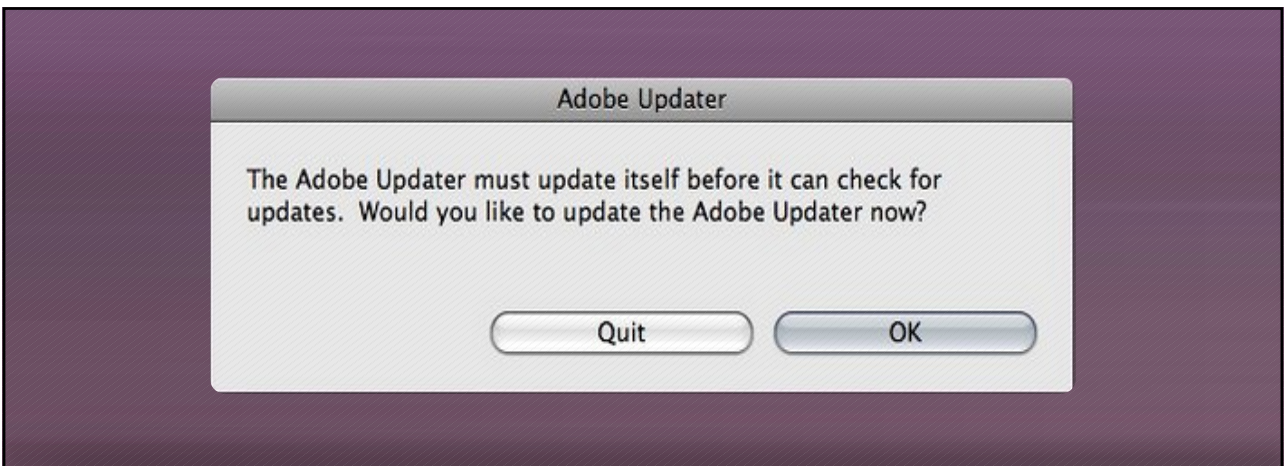 Adobe Updater
The Adobe Updater must update itself before it can check for
updates.  Would you like to update the Adobe Updater now?
Quit
OK